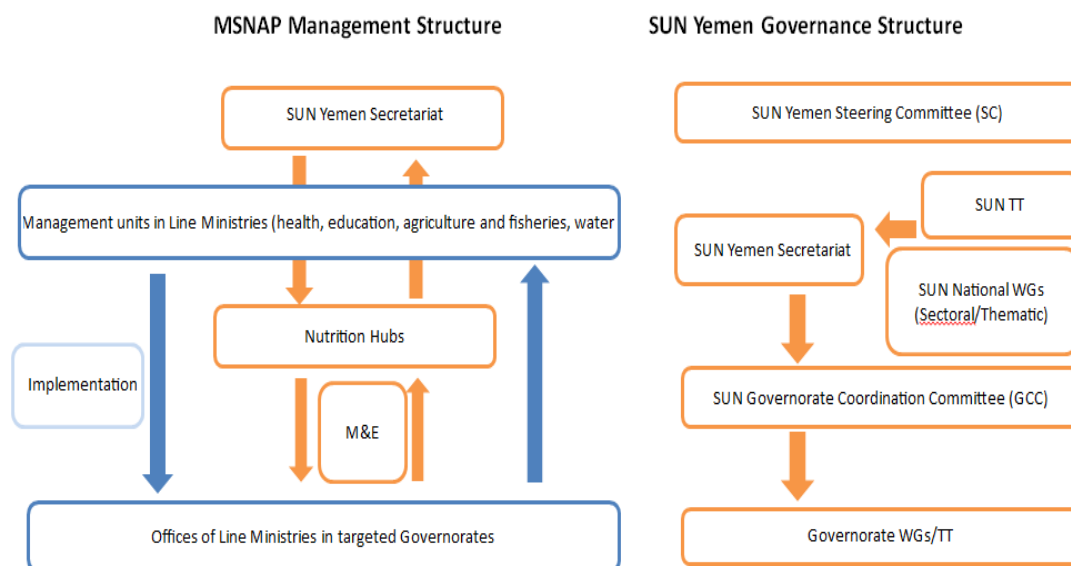 MSNAP Management Structure
SUN Yemen Secretariat
Management units in Line Ministries (health, education, agriculture and fisheries, water
Nutrition Hubs
Implementation
M&E
Offices of Line Ministries in targeted Governorates
SUN Yemen Governance Structure
SUN Yemen Steering Committee (SC)
SUN TT
SUN Yemen Secretariat
SUN National WGs
(Sectoral/Thematic)
SUN Governorate Coordination Committee (GCC)
Governorate WGs/TT